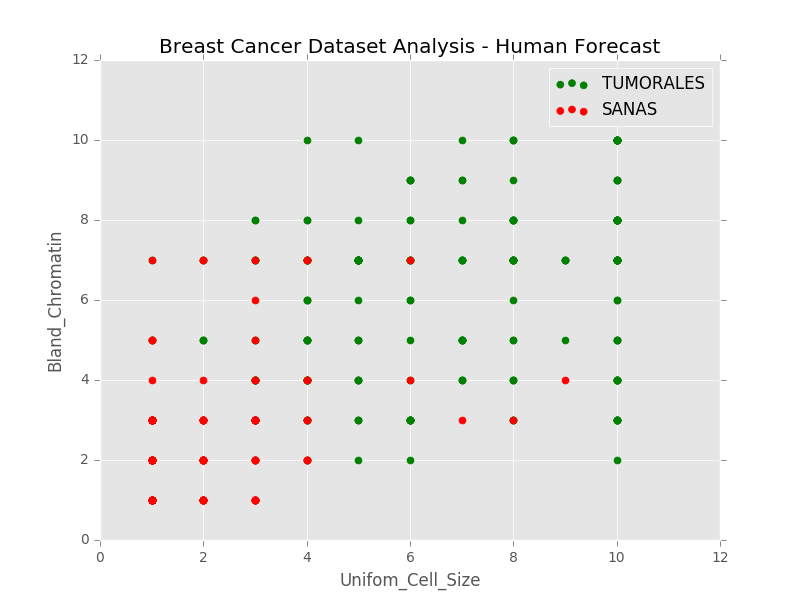 Breast Cancer Dataset Analysis - Human Forecast
TUMORALES
SANAS
12
10
8
6
4
2
0
Bland_Chromatin
0 2 4 6 8 10 12
Unifom_Cell_Size